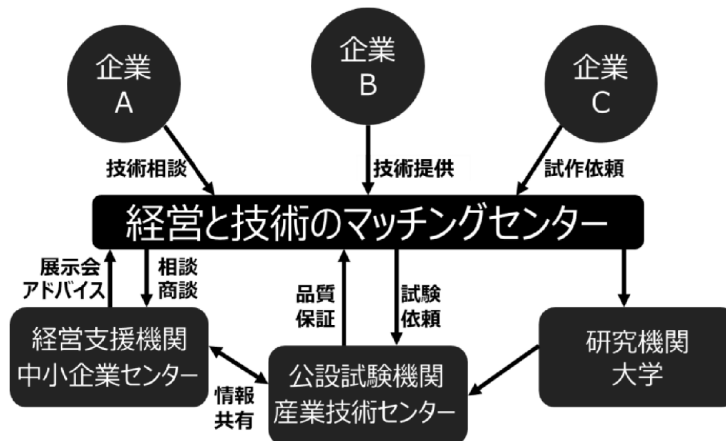 企業
A
企業
B
企業
C
技術相談
技術提供
試作依頼
経営と技術のマッチングセンター
展示会
アドバイス
相談
商談
品質
保証
試験
依頼
経営支援機関
中小企業センター
情報
共有
公設試験機関
産業技術センター
研究機関
大学